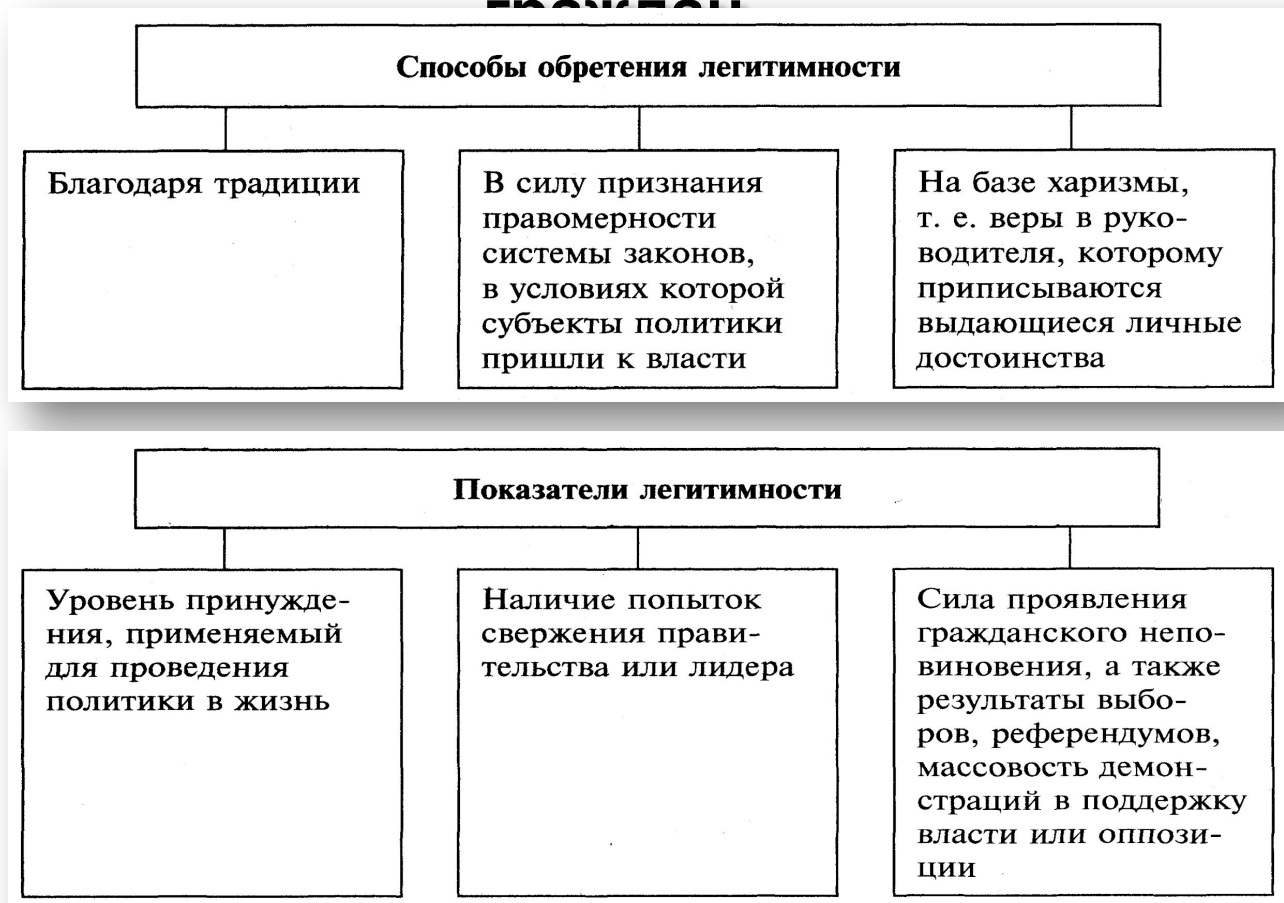 граждан
Способы обретения легитимности
Благодаря традиции
В силу признания
правомерности
системы законов,
в условиях которой
субъекты политики
пришли к власти
На базе харизмы,
т. е. веры в руко-
водителя, которому
приписываются
выдающиеся личные
достоинства
Показатели легитимности
Уровень принужде-
ния, применяемый
для проведения
политики в жизнь
Наличие попыток
свержения прави-
тельства или лидера
Сила проявления
гражданского непо-
виновения, а также
результаты выбо-
ров, референдумов,
массовость демон-
страций в поддержку
власти или оппози-
ции